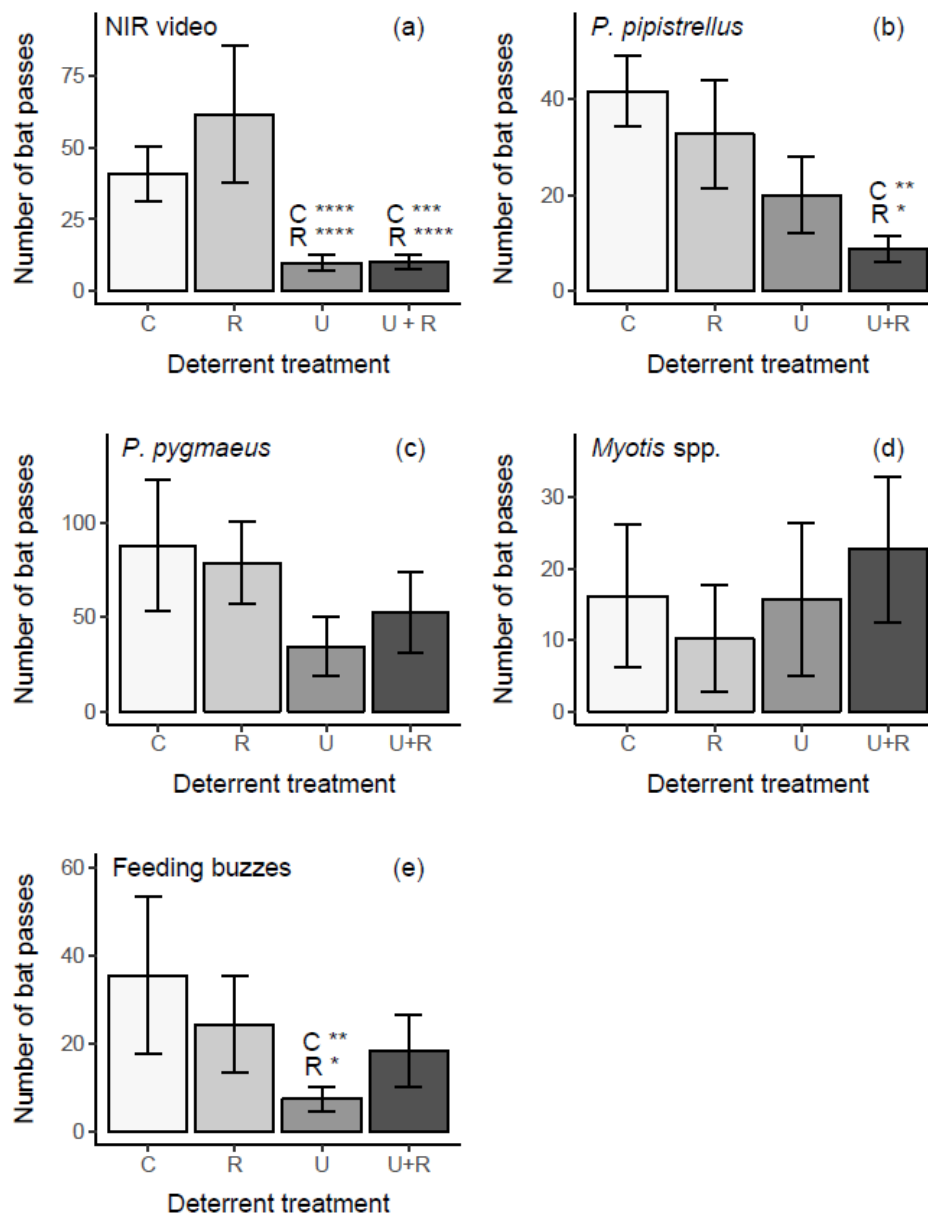 NIR video (a)
Number of bat passes
75
50
25
0
C **** C ***
R **** R ****
C R U U + R
Deterrent treatment
P. pipistrellus (b)
Number of bat passes
40
20
0
C **
R *
C R U U+R
Deterrent treatment
P. pygmaeus (c)
Number of bat passes
100
50
0
C R U U+R
Deterrent treatment
Myotis spp. (d)
Number of bat passes
30
20
10
0
C R U U+R
Deterrent treatment
Feeding buzzes (e)
Number of bat passes
60
40
20
0
C **
R *
C R U U+R
Deterrent treatment